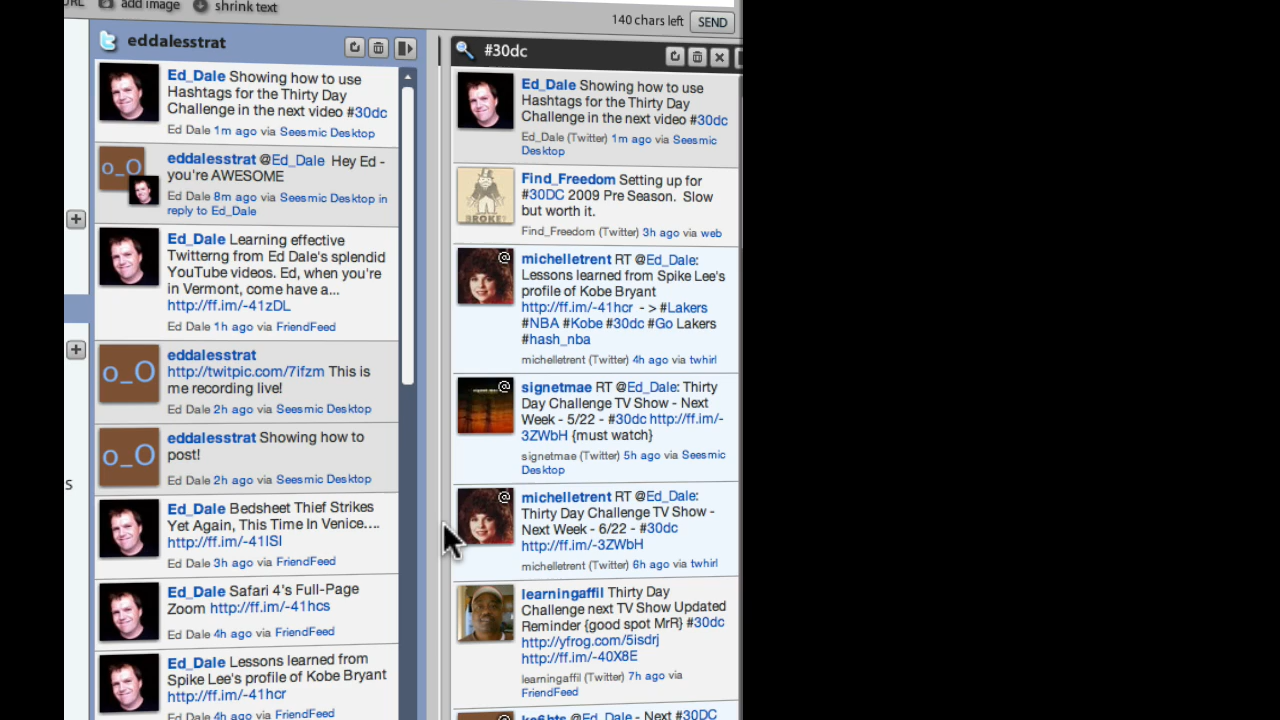 URL
add image
shrink text
140 chars left
SEND
eddalesstrat
Ed_Dale Showing how to use
Hashtags for the Thirty Day
Challenge in the next video #30dc
Ed Dale 1m ago via Seesmic Desktop
o_O
eddalesstrat @Ed_Dale Hey Ed -
you're AWESOME
Ed Dale 8m ago via Seesmic Desktop in
reply to Ed_Dale
Ed_Dale Learning effective
Twitterng from Ed Dale's splendid
YouTube videos. Ed, when you're
in Vermont, come have a...
http://ff.im/-41zDL
Ed Dale 1h ago via FriendFeed
o_O
eddalesstrat
http://twitpic.com/7ifzm This is
me recording live!
Ed Dale 2h ago via Seesmic Desktop
o_O
eddalesstrat Showing how to
post!
Ed Dale 2h ago via Seesmic Desktop
Ed_Dale Bedsheet Thief Strikes
Yet Again, This Time In Venice....
http://ff.im/-41ISI
Ed Dale 3h ago via FriendFeed
Ed_Dale Safari 4's Full-Page
Zoom http://ff.im/-41hcs
Ed Dale 4h ago via FriendFeed
Ed_Dale Lessons learned from
Spike Lee's profile of Kobe Bryant
http://ff.im/-41hcr
Ed Dale 4h ago via FriendFeed
s
#30dc
Ed_Dale Showing how to use
Hashtags for the Thirty Day
Challenge in the next video #30dc
Ed_Dale (Twitter) 1m ago via Seesmic
Desktop
BROKE
Find_Freedom Setting up for
#30DC 2009 Pre Season. Slow
but worth it.
Find_Freedom (Twitter) 3h ago via web
@
michelletrent RT @Ed_Dale:
Lessons learned from Spike Lee's
profile of Kobe Bryant
http://ff.im/-41hcr - > #Lakers
#NBA #Kobe #30dc #Go Lakers
#hash_nba
michelletrent (Twitter) 4h ago via twhirl
@
signetmae RT @Ed_Dale: Thirty
Day Challenge TV Show - Next
Week - 5/22 - #30dc http://ff.im/-
3ZWbH {must watch}
signetmae (Twitter) 5h ago via Seesmic
Desktop
@
michelletrent RT @Ed_Dale:
Thirty Day Challenge TV Show -
Next Week - 6/22 - #30dc
http://ff.im/-3ZWbH
michelletrent (Twitter) 6h ago via twhirl
learningaffil Thirty Day
Challenge next TV Show Updated
Reminder {good spot MrR} #30dc
http://yfrog.com/5isdrj
http://ff.im/-40X8E
learningaffil (Twitter) 7h ago via
FriendFeed
@Ed_Dale - Next #30DC